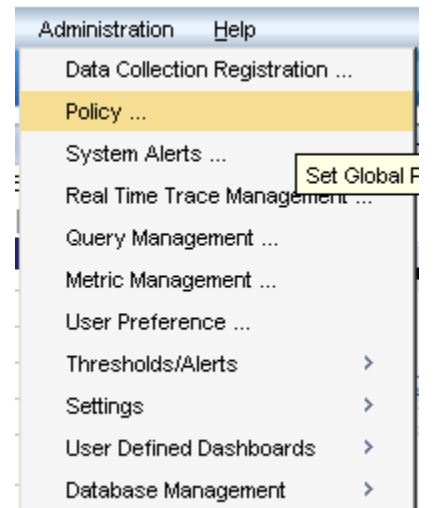 Administration Help
Data Collection Registration ...
Policy ...
System Alerts ...
Set Global
Real Time Trace Management ...
Query Management ...
Metric Management ...
User Preference ...
Thresholds/Alerts >
Settings >
User Defined Dashboards >
Database Management >